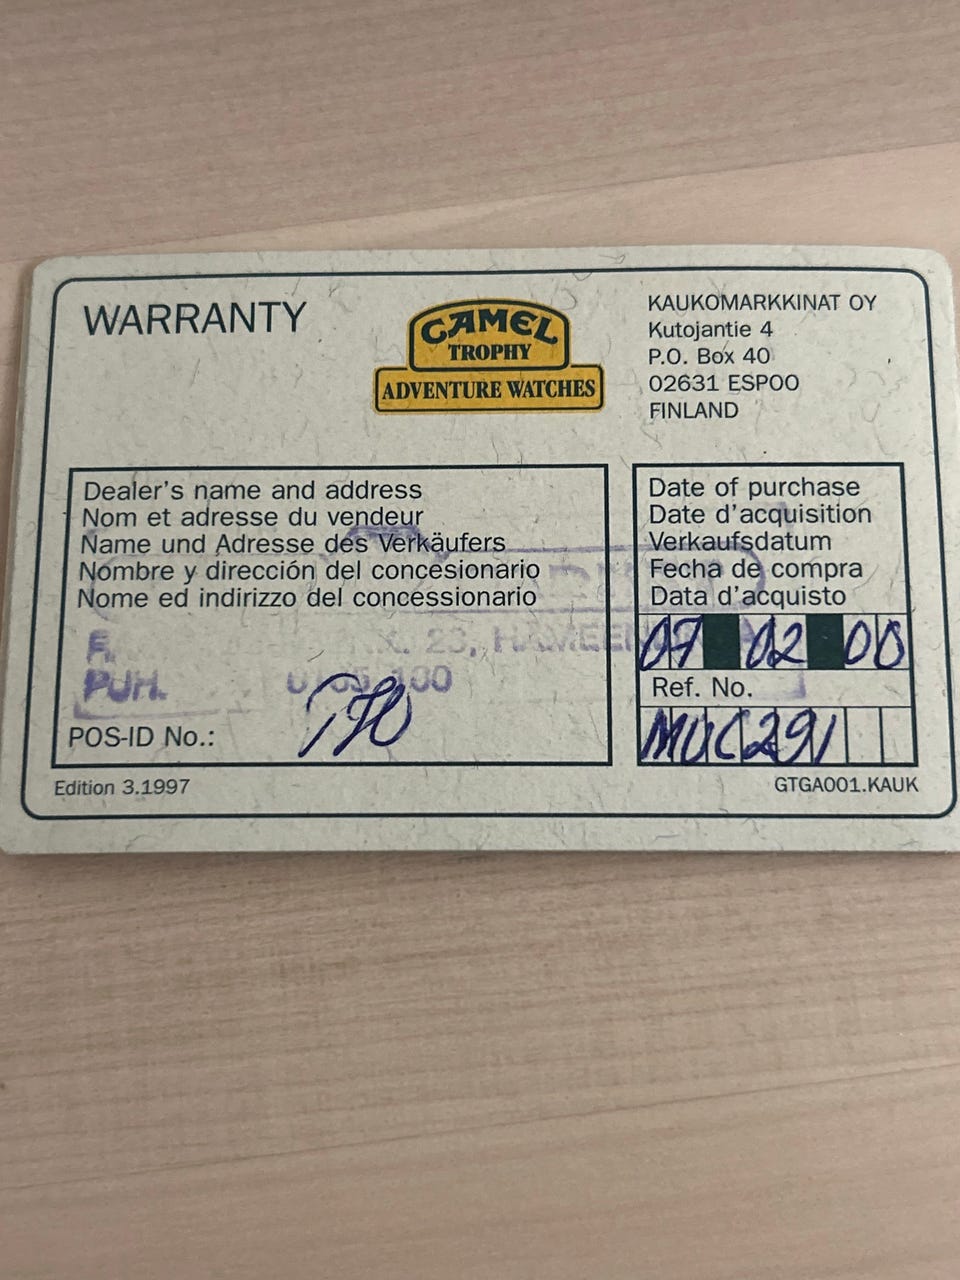 WARRANTY
CAMEL
TROPHY
ADVENTURE WATCHES
KAUKOMARKKINAT OY
Kutojantie 4
P.O. Box 40
02631 ESPOO
FINLAND
Dealer's name and address
Nom et adresse du vendeur
Name und Adresse des Verkäufers
Nombre y dirección del concesionario
Nome ed indirizzo del concessionario
23,
PUH.
POS-ID No.:
Date of purchase
Date d'acquisition
Verkaufsdatum
Fecha de compra
Data d'acquisto
07 02 00
Ref. No.
MUC291
Edition 3.1997
GTGA001.KAUK